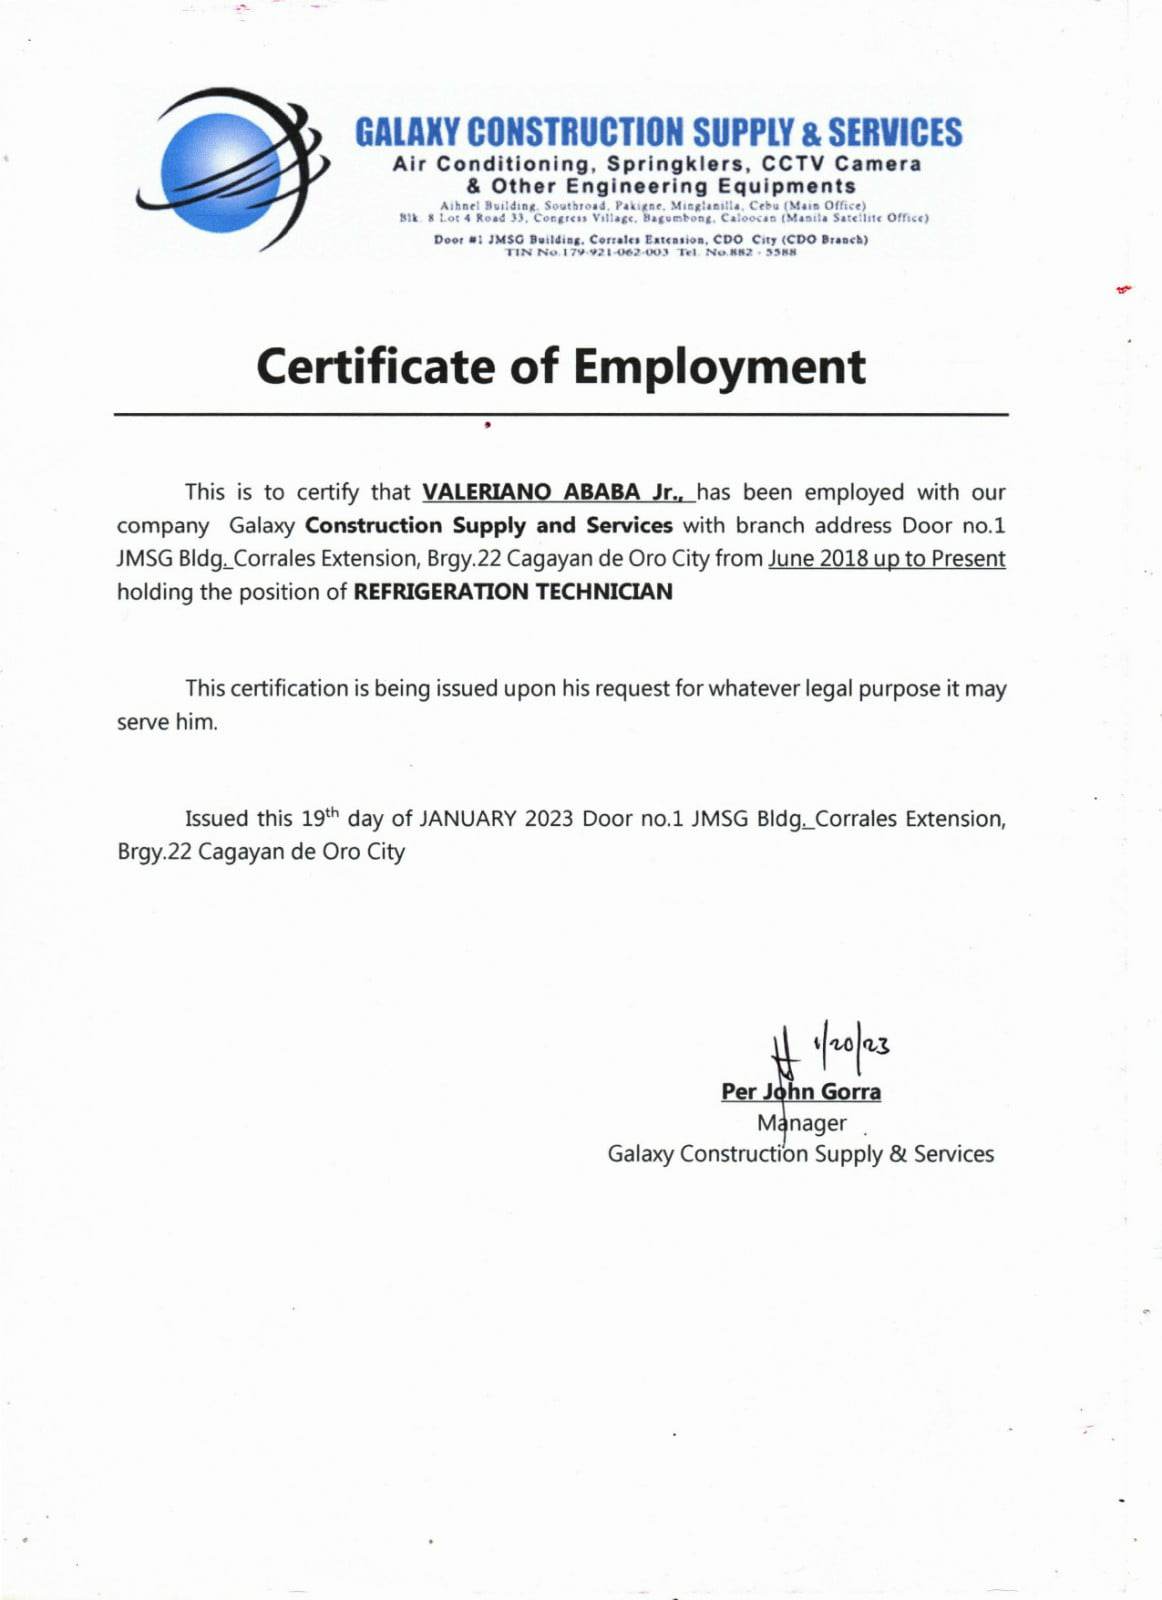 GALAXY CONSTRUCTION SUPPLY & SERVICES
Air Conditioning, Springklers, CCTV Camera
& Other Engineering Equipments
Aihnel Building, Southroad, Pakigne, Minglanilla, Cebu (Main Office)
Blk. 8 Lot 4 Road 33, Congress Village, Bagumbong, Caloocan (Manila Satellite Office)
Door #1 JMSG Building, Corrales Extension, CDO City (CDO Branch)
TIN No.179-921-062-003 Tel. No.882 - 5588
Certificate of Employment
This is to certify that VALERIANO ABABA Jr., has been employed with our
company Galaxy Construction Supply and Services with branch address Door no.1
JMSG Bldg._Corrales Extension, Brgy.22 Cagayan de Oro City from June 2018 up to Present
holding the position of REFRIGERATION TECHNICIAN
This certification is being issued upon his request for whatever legal purpose it may
serve him.
Issued this 19th day of JANUARY 2023 Door no.1 JMSG Bldg._Corrales Extension,
Brgy.22 Cagayan de Oro City
1/20/23
Per John Gorra
Manager
Galaxy Construction Supply & Services